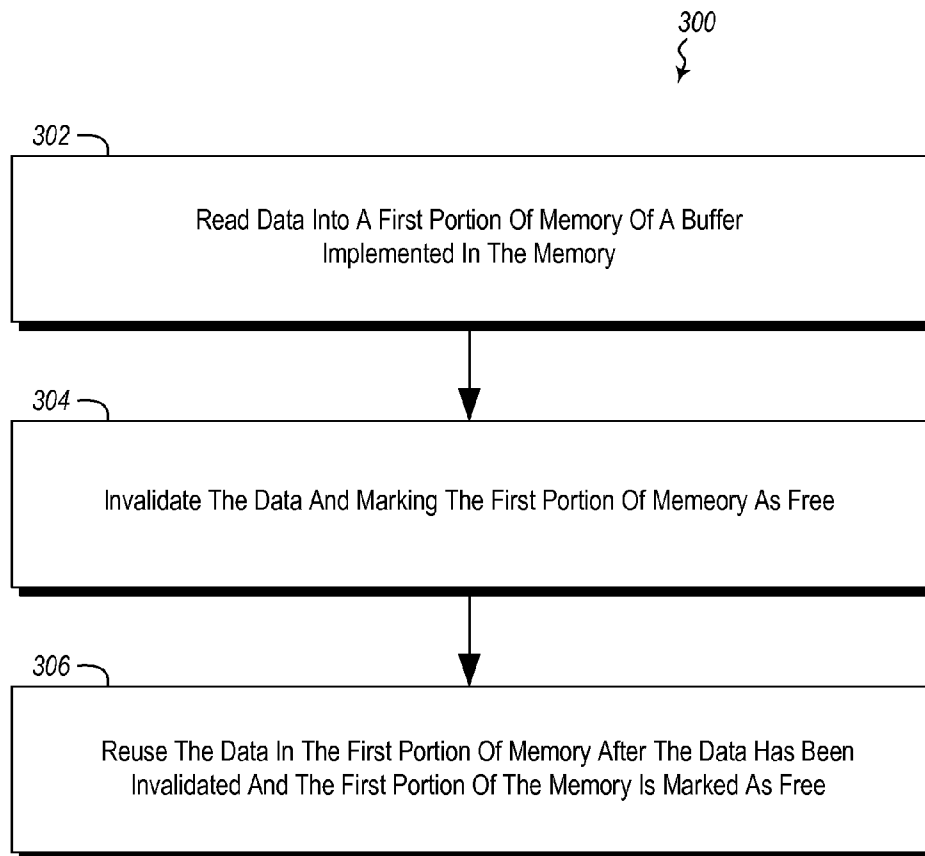 300
302
Read Data Into A First Portion Of Memory Of A Buffer
Implemented In The Memory
304
Invalidate The Data And Marking The First Portion Of Memeory As Free
306
Reuse The Data In The First Portion Of Memory After The Data Has Been
Invalidated And The First Portion Of The Memory Is Marked As Free